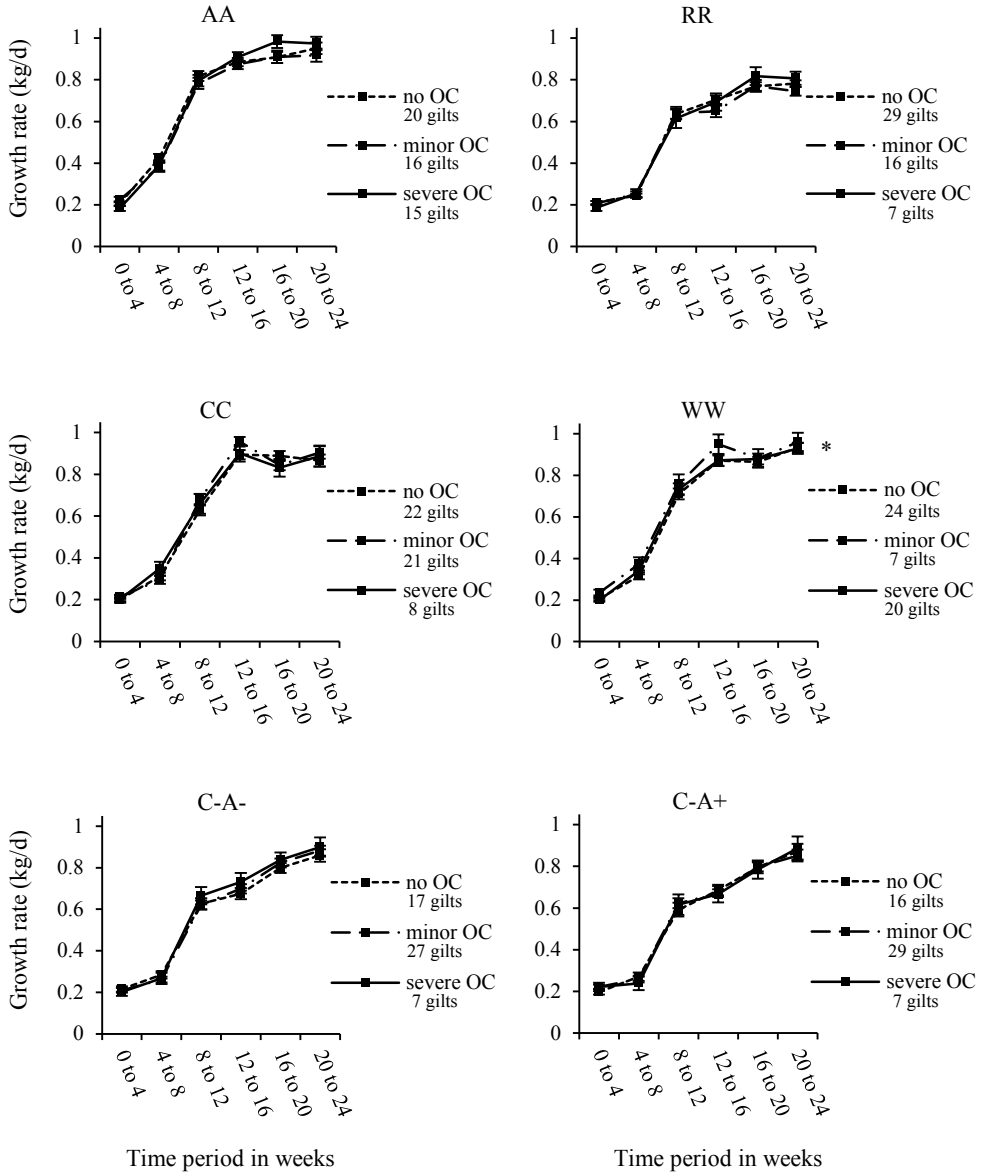 AA
Growth rate (kg/d)
1
0.8
0.6
0.4
0.2
0
0 to 4
4 to 8
8 to 12
12 to 16
16 to 20
20 to 24
no OC
20 gilts
minor OC
16 gilts
severe OC
15 gilts
RR
1
0.8
0.6
0.4
0.2
0
0 to 4
4 to 8
8 to 12
12 to 16
16 to 20
20 to 24
no OC
29 gilts
minor OC
16 gilts
severe OC
7 gilts
CC
Growth rate (kg/d)
1
0.8
0.6
0.4
0.2
0
0 to 4
4 to 8
8 to 12
12 to 16
16 to 20
20 to 24
no OC
22 gilts
minor OC
21 gilts
severe OC
8 gilts
WW
1
0.8
0.6
0.4
0.2
0
0 to 4
4 to 8
8 to 12
12 to 16
16 to 20
20 to 24
*
no OC
24 gilts
minor OC
7 gilts
severe OC
20 gilts
C-A-
Growth rate (kg/d)
1
0.8
0.6
0.4
0.2
0
0 to 4
4 to 8
8 to 12
12 to 16
16 to 20
20 to 24
no OC
17 gilts
minor OC
27 gilts
severe OC
7 gilts
Time period in weeks
C-A+
1
0.8
0.6
0.4
0.2
0
0 to 4
4 to 8
8 to 12
12 to 16
16 to 20
20 to 24
no OC
16 gilts
minor OC
29 gilts
severe OC
7 gilts
Time period in weeks